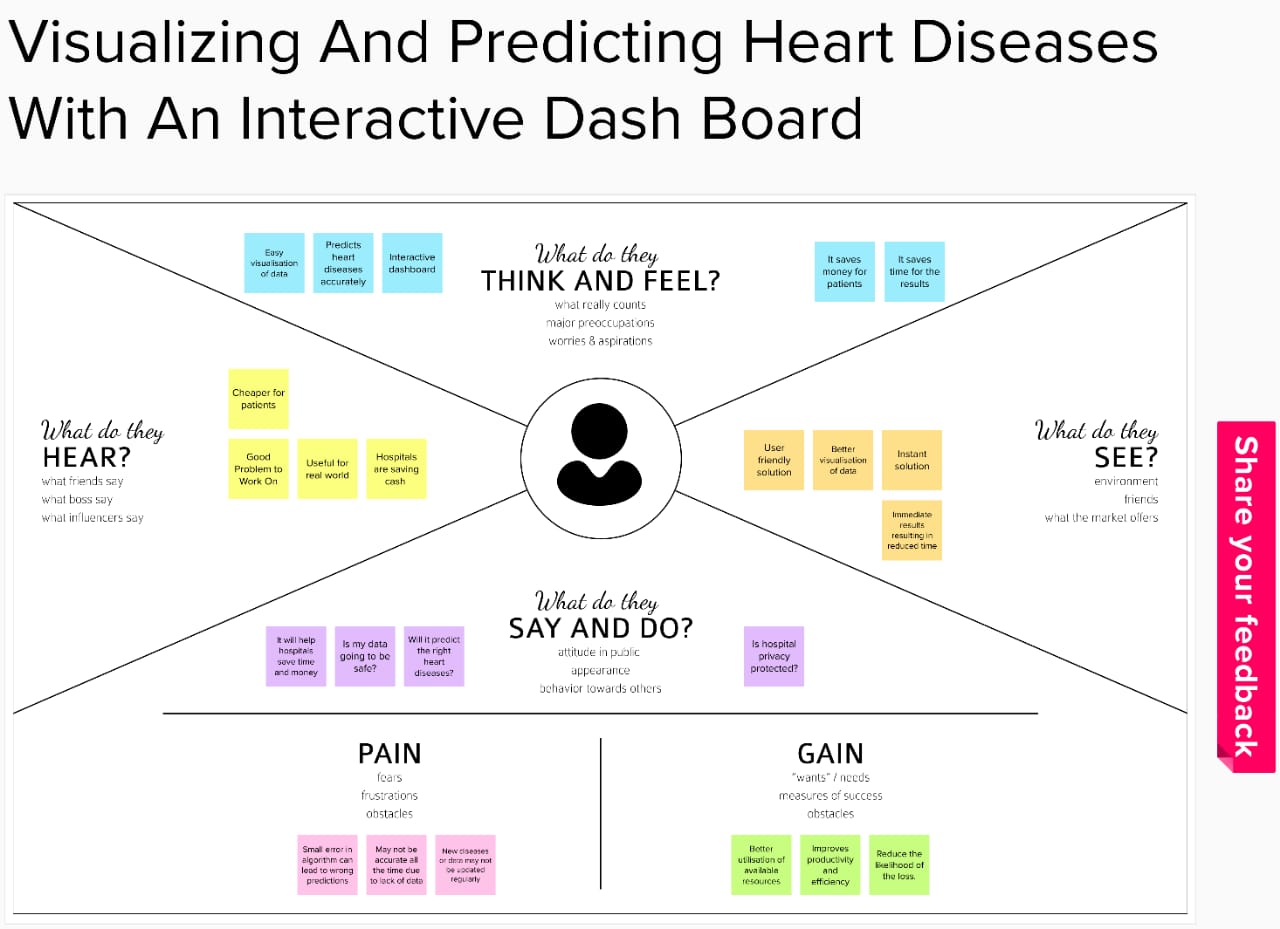 Visualizing And Predicting Heart Diseases
With An Interactive Dash Board
Easy
visualisation
of data
Predicts
heart
diseases
accurately
Interactive
dashboard
What do they
THINK AND FEEL?
what really counts
major preoccupations
worries & aspirations
It saves
money for
patients
It saves
time for the
results
What do they
HEAR?
what friends say
what boss say
what influencers say
Cheaper for
patients
Good
Problem to
Work On
Useful for
real world
Hospitals
are saving
cash
User
friendly
solution
Better
visualisation
of data
Instant
solution
Immediate
results
resulting in
reduced time
What do they
SEE?
environment
friends
what the market offers
What do they
SAY AND DO?
attitude in public
appearance
behavior towards others
It will help
hospitals
save time
and money
Is my data
going to be
safe?
Will it predict
the right
heart
diseases?
Is hospital
privacy
protected?
PAIN
fears
frustrations
obstacles
Small error in
algorithm can
lead to wrong
predictions
May not be
accurate all
the time due
to lack of data
New diseases
or data may not
be updated
regularly
GAIN
"wants" / needs
measures of success
obstacles
Better
utilisation of
available
resources
Improves
productivity
and
efficiency
Reduce the
likelihood of
the loss.
Share your feedback